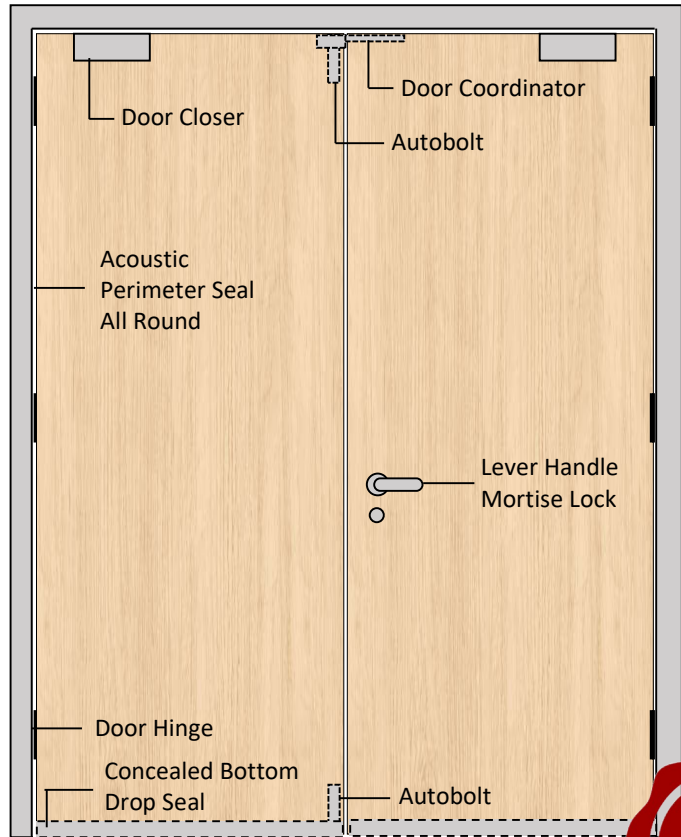 Door Coordinator
Door Closer
Autobolt
Acoustic
Perimeter Seal
All Round
Lever Handle
Mortise Lock
Door Hinge
Concealed Bottom
Drop Seal
Autobolt